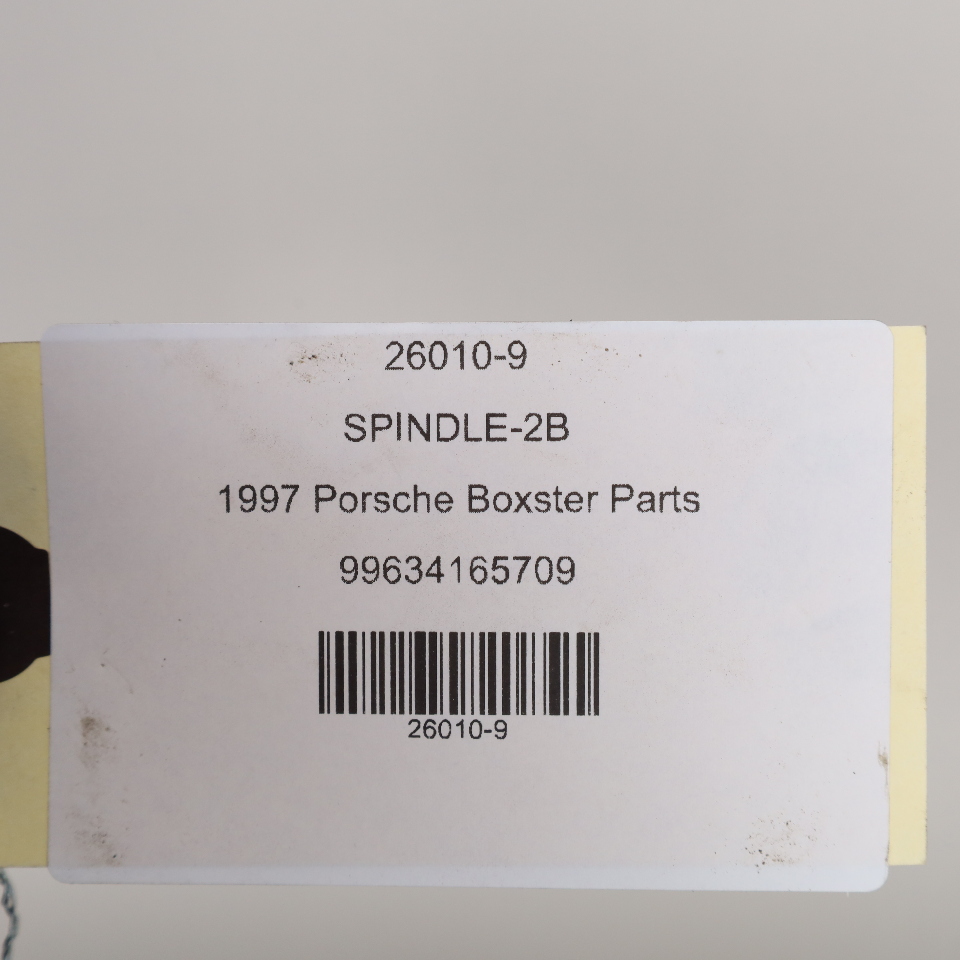 26010-9
SPINDLE-2B
1997 Porsche Boxster Parts
99634165709
26010-9